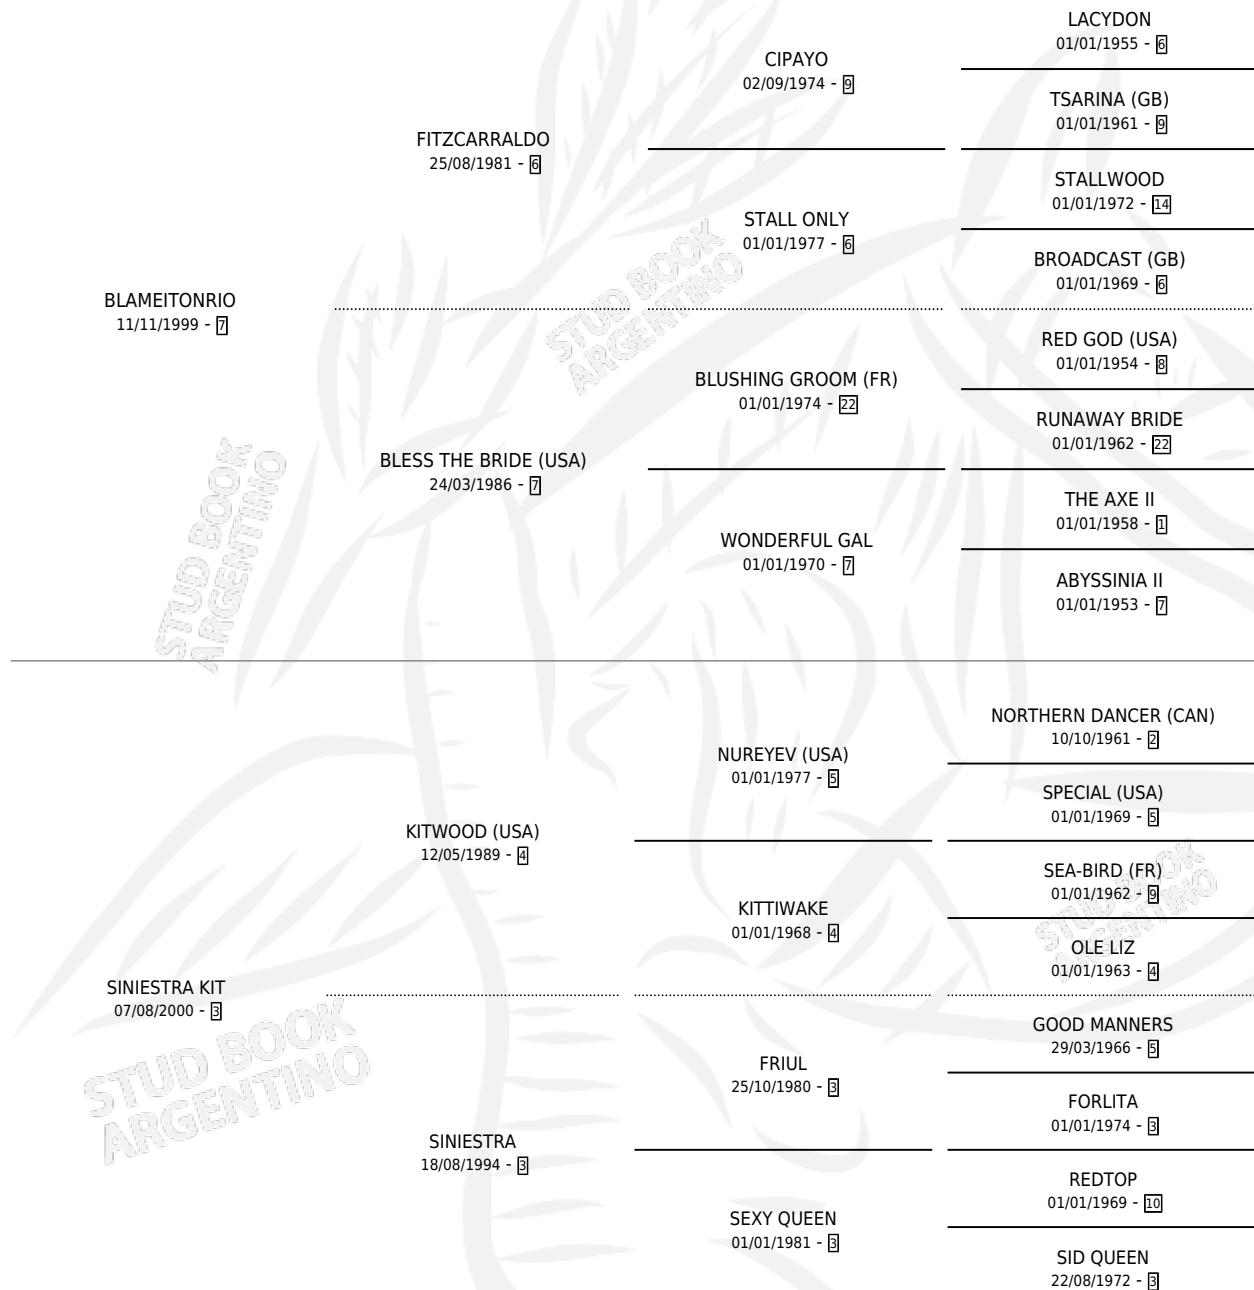 LACYDON
01/01/1955 - 6
CIPAYO
02/09/1974 - 9
TSARINA (GB)
01/01/1961 - 9
FITZCARRALDO
25/08/1981 - 6
STALLWOOD
01/01/1972 - 14
STALL ONLY
01/01/1977 - 6
BROADCAST (GB)
01/01/1969 - 6
BLAMEITONRIO
11/11/1999 - 7
RED GOD (USA)
01/01/1954 - 8
BLUSHING GROOM (FR)
01/01/1974 - 22
RUNAWAY BRIDE
01/01/1962 - 22
BLESS THE BRIDE (USA)
24/03/1986 - 7
THE AXE II
01/01/1958 - 1
WONDERFUL GAL
01/01/1970 - 7
ABYSSINIA II
01/01/1953 - 7
STUD BOOK
ARGENTINO
STUD BOOK
ARGENTINO
NORTHERN DANCER (CAN)
10/10/1961 - 2
NUREYEV (USA)
01/01/1977 - 5
SPECIAL (USA)
01/01/1969 - 5
KITWOOD (USA)
12/05/1989 - 4
SEA-BIRD (FR)
01/01/1962 - 9
KITTIWAKE
01/01/1968 - 4
OLE LIZ
01/01/1963 - 4
SINIESTRA KIT
07/08/2000 - 3
GOOD MANNERS
29/03/1966 - 5
FRIUL
25/10/1980 - 3
FORLITA
01/01/1974 - 3
SINIESTRA
18/08/1994 - 3
REDTOP
01/01/1969 - 10
SEXY QUEEN
01/01/1981 - 3
SID QUEEN
22/08/1972 - 3
STUD BOOK
ARGENTINO
STUD BOOK
ARGENTINO